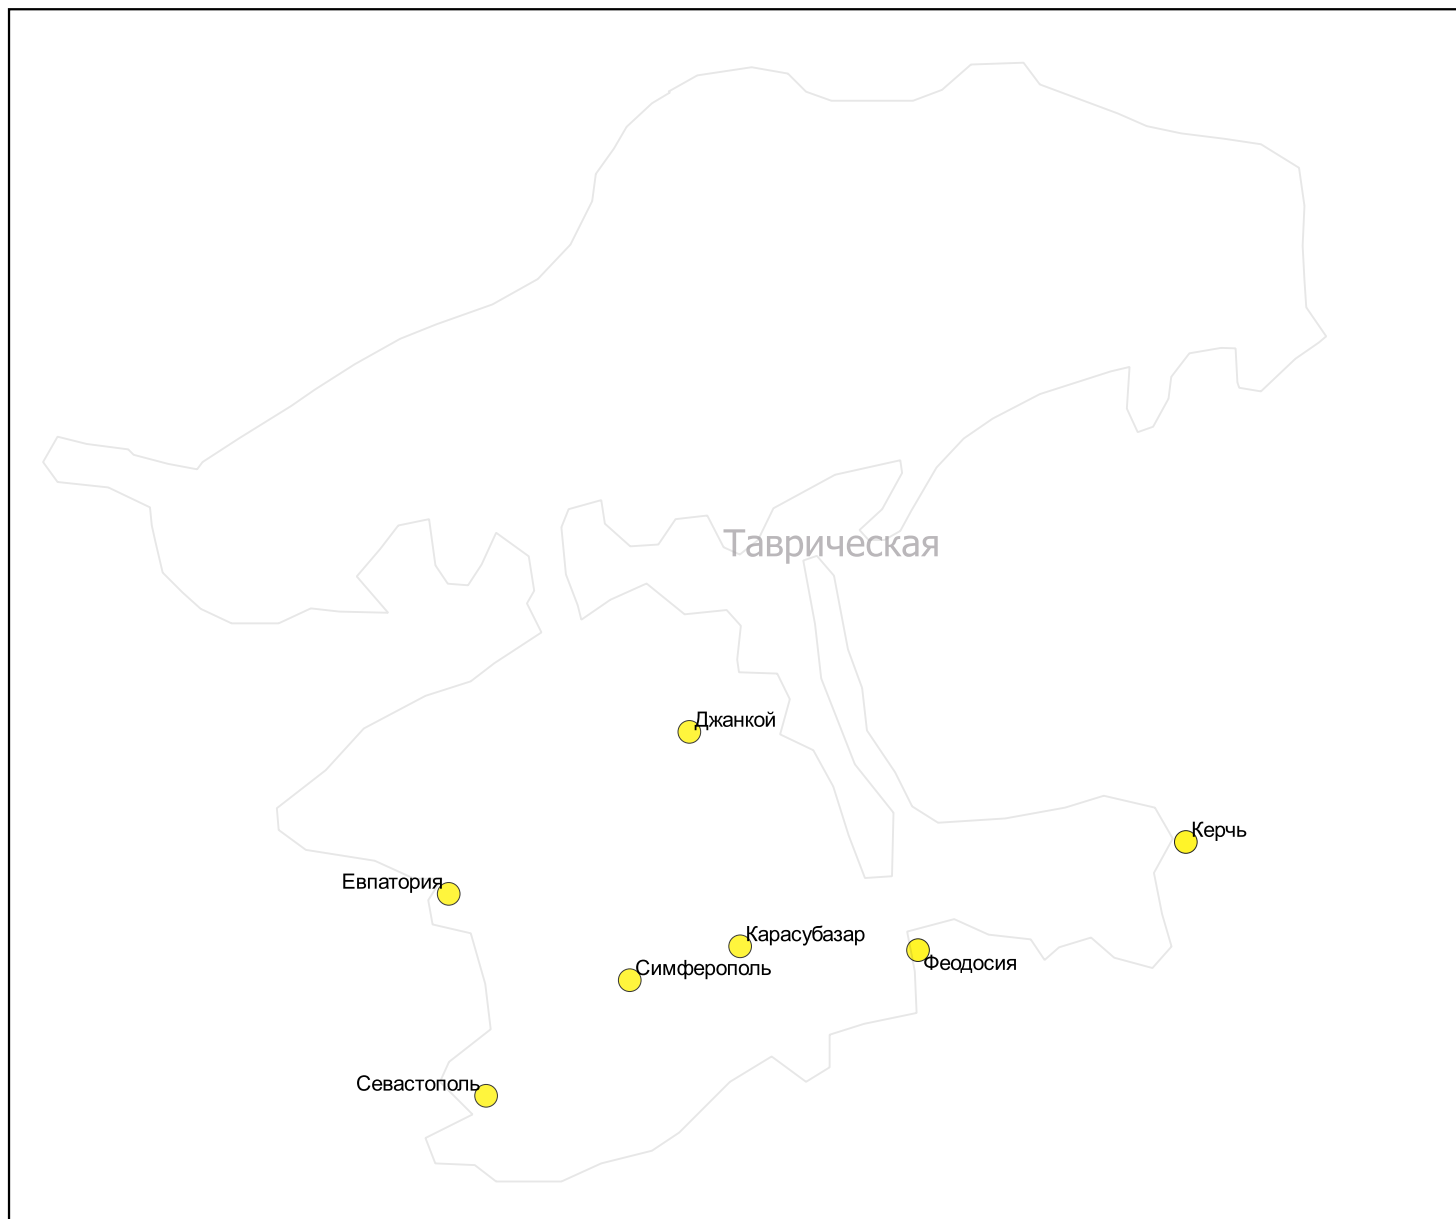 Таврическая
Джанкой
Керчь
Евпатория
Карасубазар
Симферополь
Феодосия
Севастополь